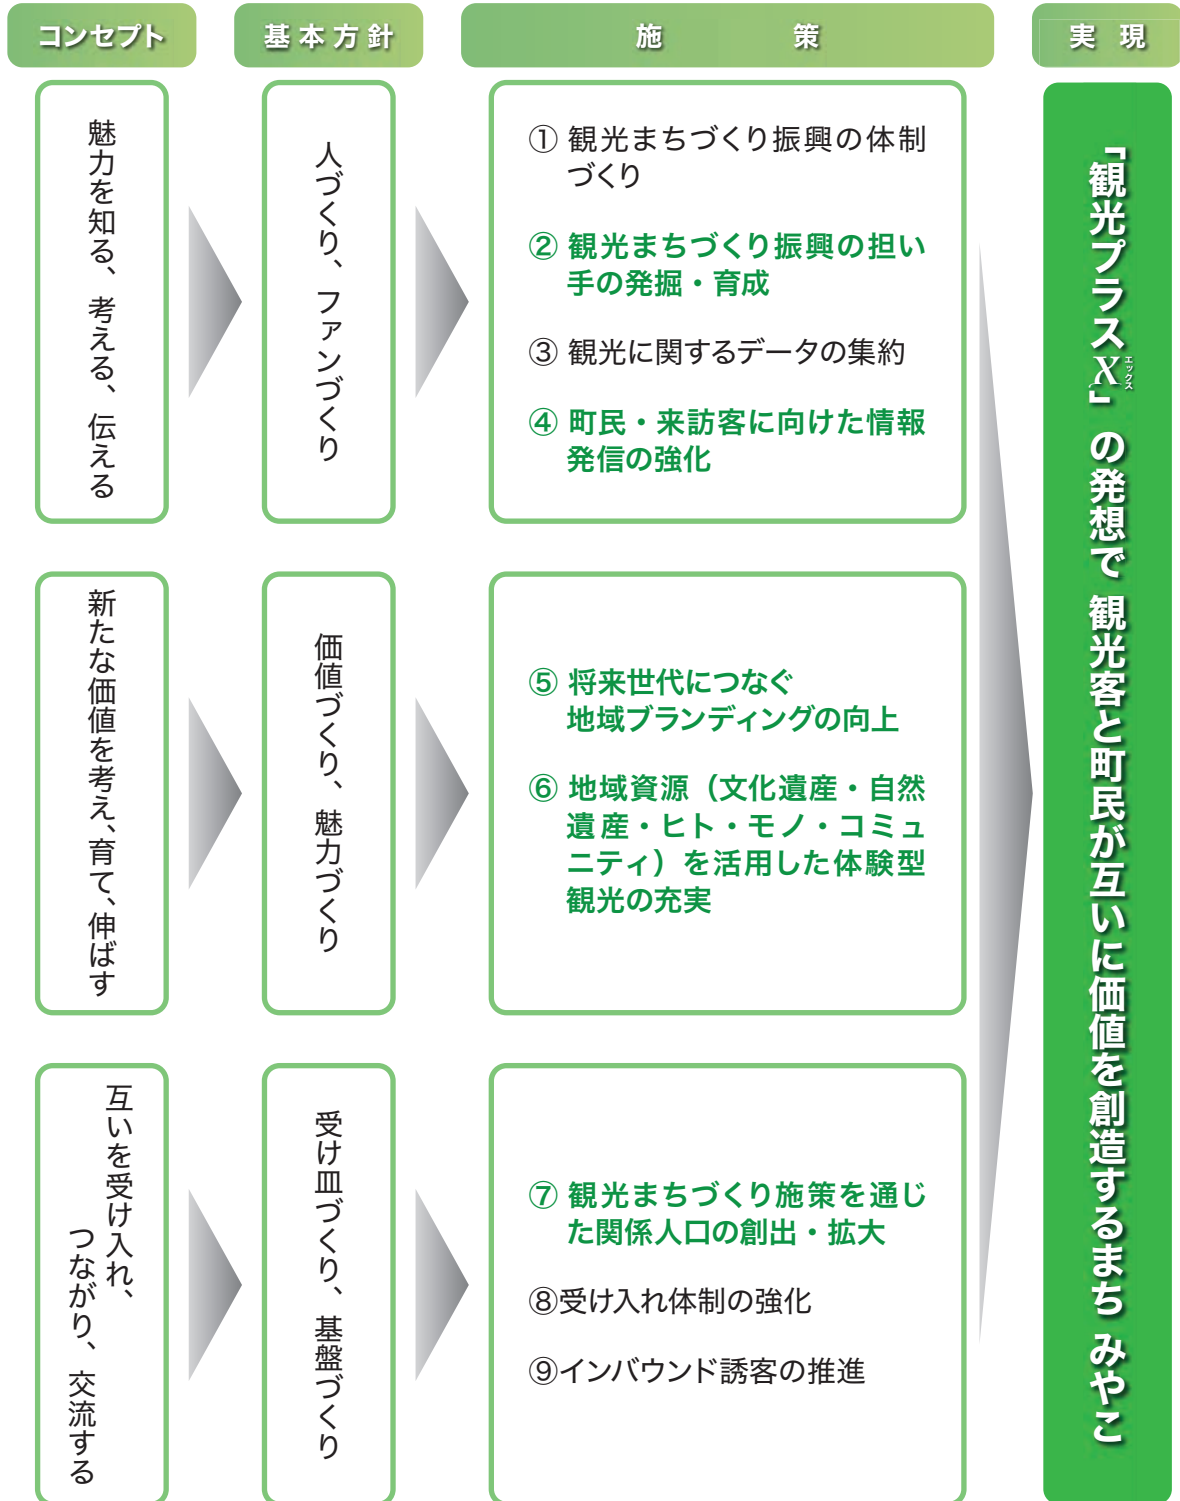 コンセプト
基本方針
施策
実現
魅力を知る、考える、伝える
人づくり、ファンづくり
① 観光まちづくり振興の体制
づくり
② 観光まちづくり振興の担い
手の発掘・育成
③ 観光に関するデータの集約
④ 町民・来訪客に向けた情報
発信の強化
新たな価値を考え、育て、伸ばす
価値づくり、魅力づくり
⑤ 将来世代につなぐ
地域ブランディングの向上
⑥ 地域資源（文化遺産・自然
遺産・ヒト・モノ・コミュ
ニティ）を活用した体験型
観光の充実
互いを受け入れ、
つながり、交流する
受け皿づくり、基盤づくり
⑦ 観光まちづくり施策を通じ
た関係人口の創出・拡大
⑧受け入れ体制の強化
⑨インバウンド誘客の推進
「観光プラスX」の発想で 観光客と町民が互いに価値を創造するまち みやこ
エックス